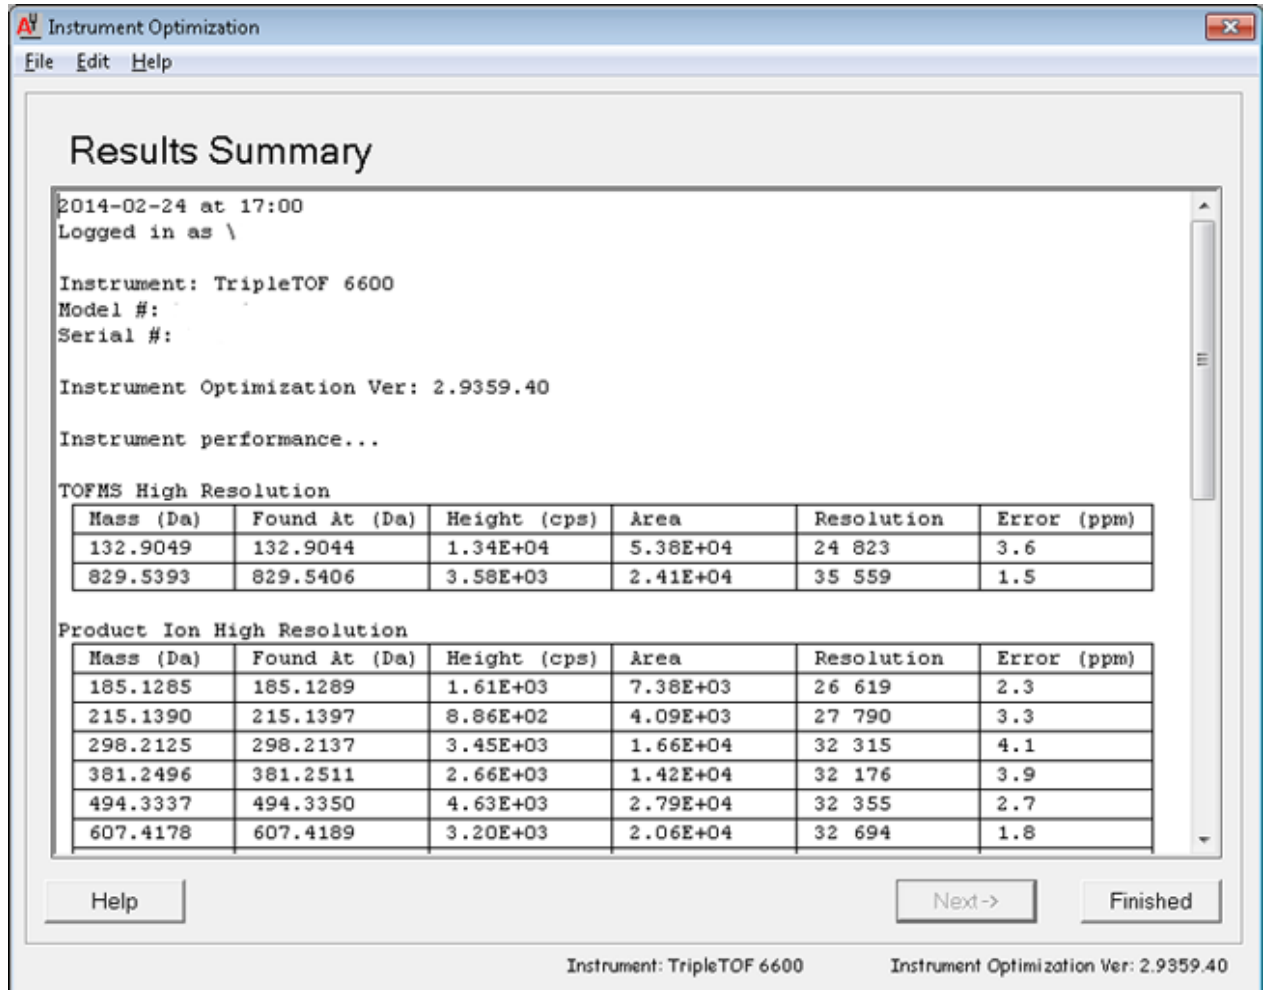 Instrument Optimization
File Edit Help
Results Summary
2014-02-24 at 17:00
Logged in as \
Instrument: TripleTOF 6600
Model #:
Serial #:
Instrument Optimization Ver: 2.9359.40
Instrument performance...
TOFMS High Resolution
Mass (Da) Found At (Da) Height (cps) Area Resolution Error (ppm)
132.9049 132.9044 1.34E+04 5.38E+04 24 823 3.6
829.5393 829.5406 3.58E+03 2.41E+04 35 559 1.5
Product Ion High Resolution
Mass (Da) Found At (Da) Height (cps) Area Resolution Error (ppm)
185.1285 185.1289 1.61E+03 7.38E+03 26 619 2.3
215.1390 215.1397 8.86E+02 4.09E+03 27 790 3.3
298.2125 298.2137 3.45E+03 1.66E+04 32 315 4.1
381.2496 381.2511 2.66E+03 1.42E+04 32 176 3.9
494.3337 494.3350 4.63E+03 2.79E+04 32 355 2.7
607.4178 607.4189 3.20E+03 2.06E+04 32 694 1.8
Help Next-> Finished
Instrument: TripleTOF 6600 Instrument Optimization Ver: 2.9359.40